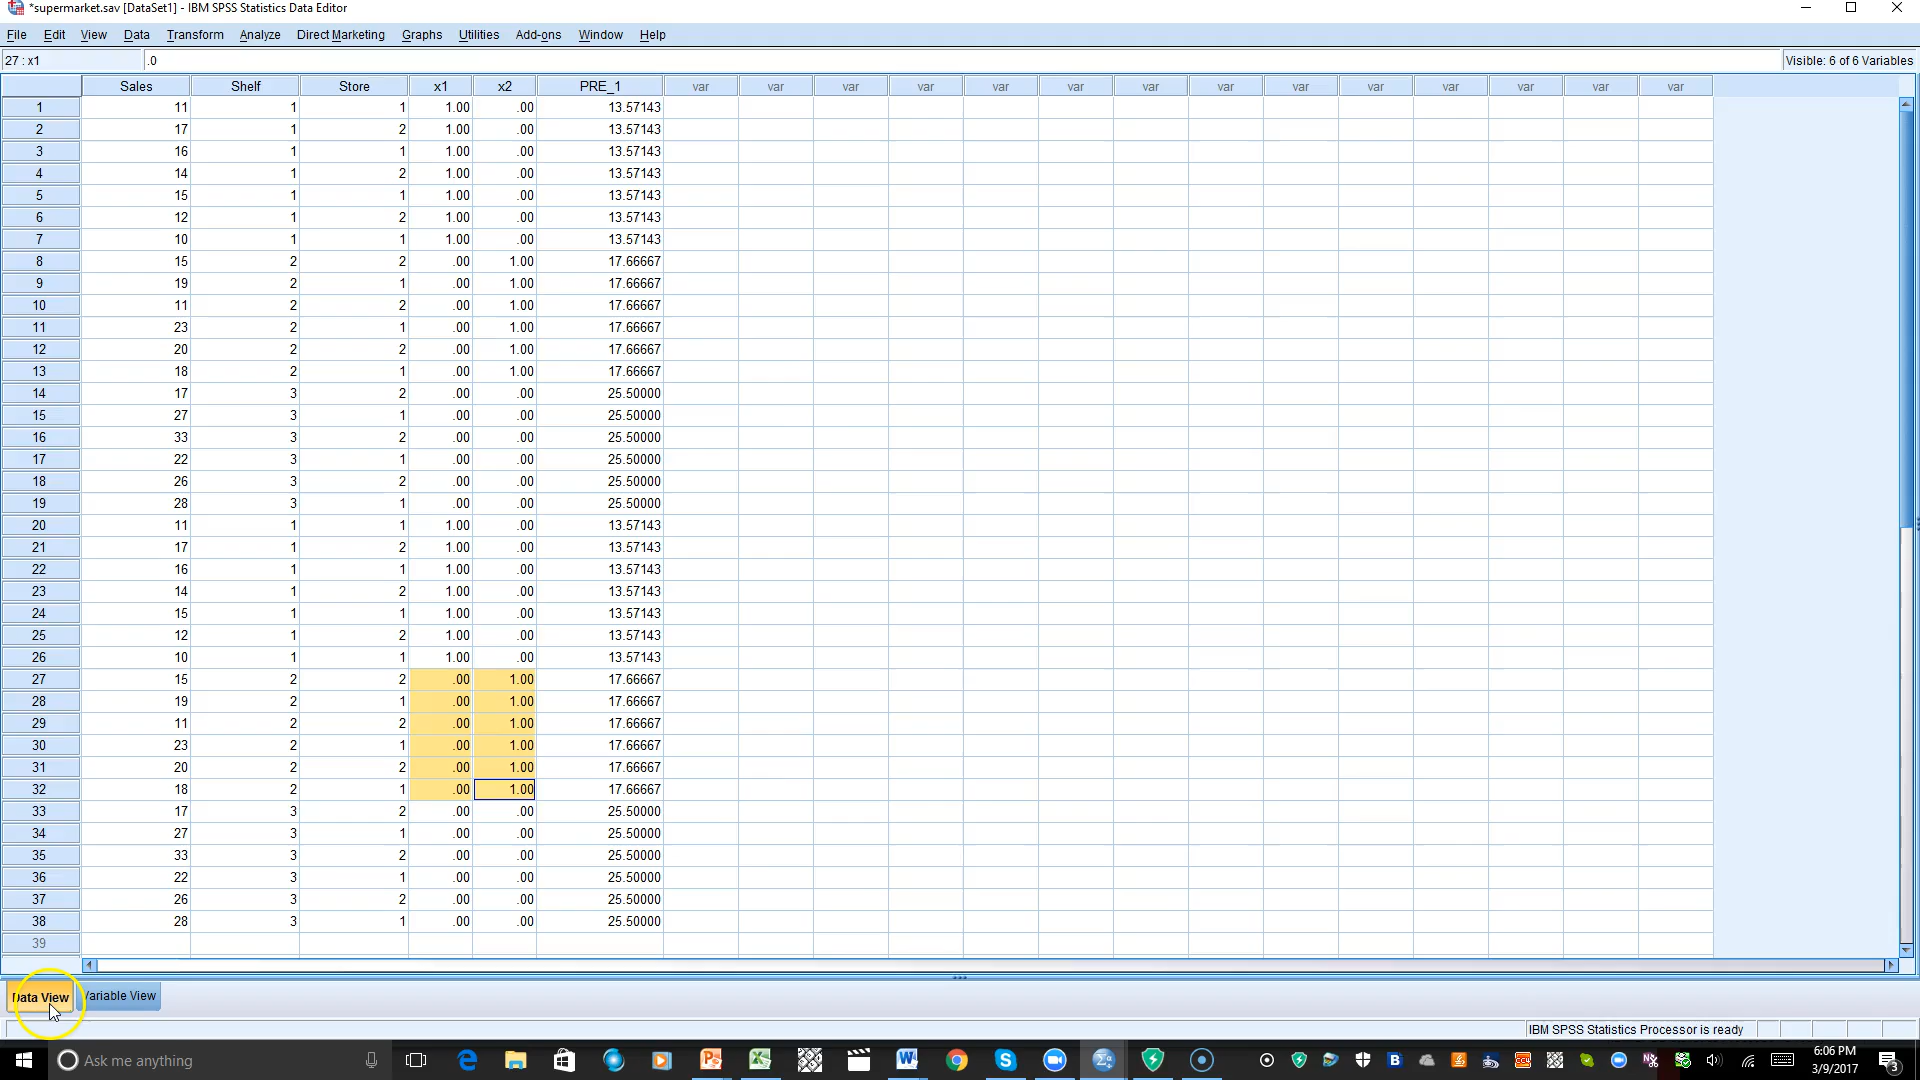 *supermarket.sav [DataSet1] - IBM SPSS Statistics Data Editor
File Edit View Data Transform Analyze Direct Marketing Graphs Utilities Add-ons Window Help
27 : x1 .0 Visible: 6 of 6 Variables
Sales Shelf Store x1 x2 PRE_1 var var var var var var var var var var var var var var
1 11 1 1 1.00 .00 13.57143
2 17 1 2 1.00 .00 13.57143
3 16 1 1 1.00 .00 13.57143
4 14 1 2 1.00 .00 13.57143
5 15 1 1 1.00 .00 13.57143
6 12 1 2 1.00 .00 13.57143
7 10 1 1 1.00 .00 13.57143
8 15 2 2 .00 1.00 17.66667
9 19 2 1 .00 1.00 17.66667
10 11 2 2 .00 1.00 17.66667
11 23 2 1 .00 1.00 17.66667
12 20 2 2 .00 1.00 17.66667
13 18 2 1 .00 1.00 17.66667
14 17 3 2 .00 .00 25.50000
15 27 3 1 .00 .00 25.50000
16 33 3 2 .00 .00 25.50000
17 22 3 1 .00 .00 25.50000
18 26 3 2 .00 .00 25.50000
19 28 3 1 .00 .00 25.50000
20 11 1 1 1.00 .00 13.57143
21 17 1 2 1.00 .00 13.57143
22 16 1 1 1.00 .00 13.57143
23 14 1 2 1.00 .00 13.57143
24 15 1 1 1.00 .00 13.57143
25 12 1 2 1.00 .00 13.57143
26 10 1 1 1.00 .00 13.57143
27 15 2 2 .00 1.00 17.66667
28 19 2 1 .00 1.00 17.66667
29 11 2 2 .00 1.00 17.66667
30 23 2 1 .00 1.00 17.66667
31 20 2 2 .00 1.00 17.66667
32 18 2 1 .00 1.00 17.66667
33 17 3 2 .00 .00 25.50000
34 27 3 1 .00 .00 25.50000
35 33 3 2 .00 .00 25.50000
36 22 3 1 .00 .00 25.50000
37 26 3 2 .00 .00 25.50000
38 28 3 1 .00 .00 25.50000
39
Data View Variable View
IBM SPSS Statistics Processor is ready
Ask me anything
6:06 PM
3/9/2017
3